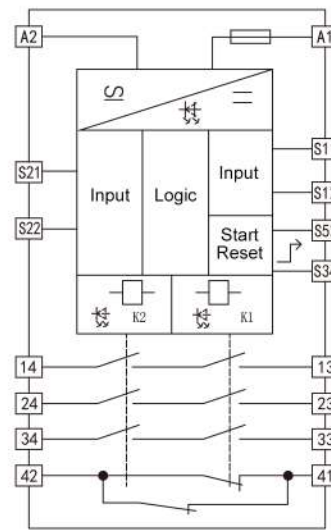 A2 A1
SI
S11
S21 Input Logic Input S12
S22 Start S52
Reset S34
K2 K1
14 13
24 23
34 33
42 41